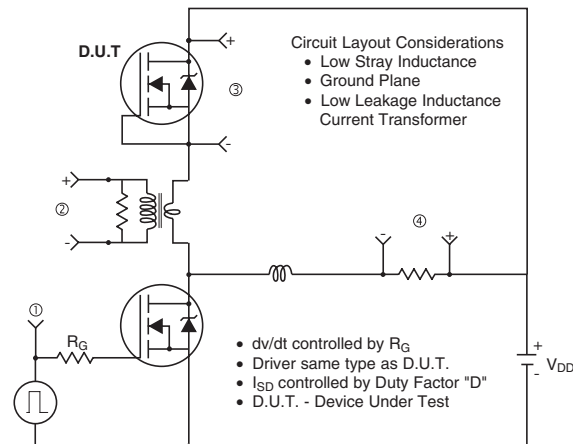 D.U.T
+
③
-
Circuit Layout Considerations
• Low Stray Inductance
• Ground Plane
• Low Leakage Inductance
Current Transformer
+
②
-
④
-
+
①
RG
• dv/dt controlled by RG
• Driver same type as D.U.T.
• ISD controlled by Duty Factor "D"
• D.U.T. - Device Under Test
+
-
VDD